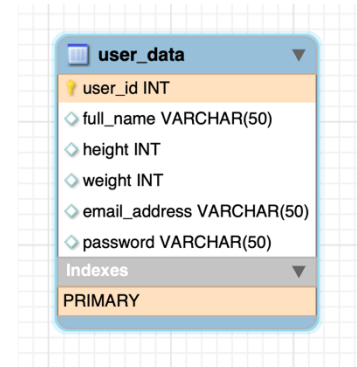 user_data
user_id INT
full_name VARCHAR(50)
height INT
weight INT
email_address VARCHAR(50)
password VARCHAR(50)
Indexes
PRIMARY